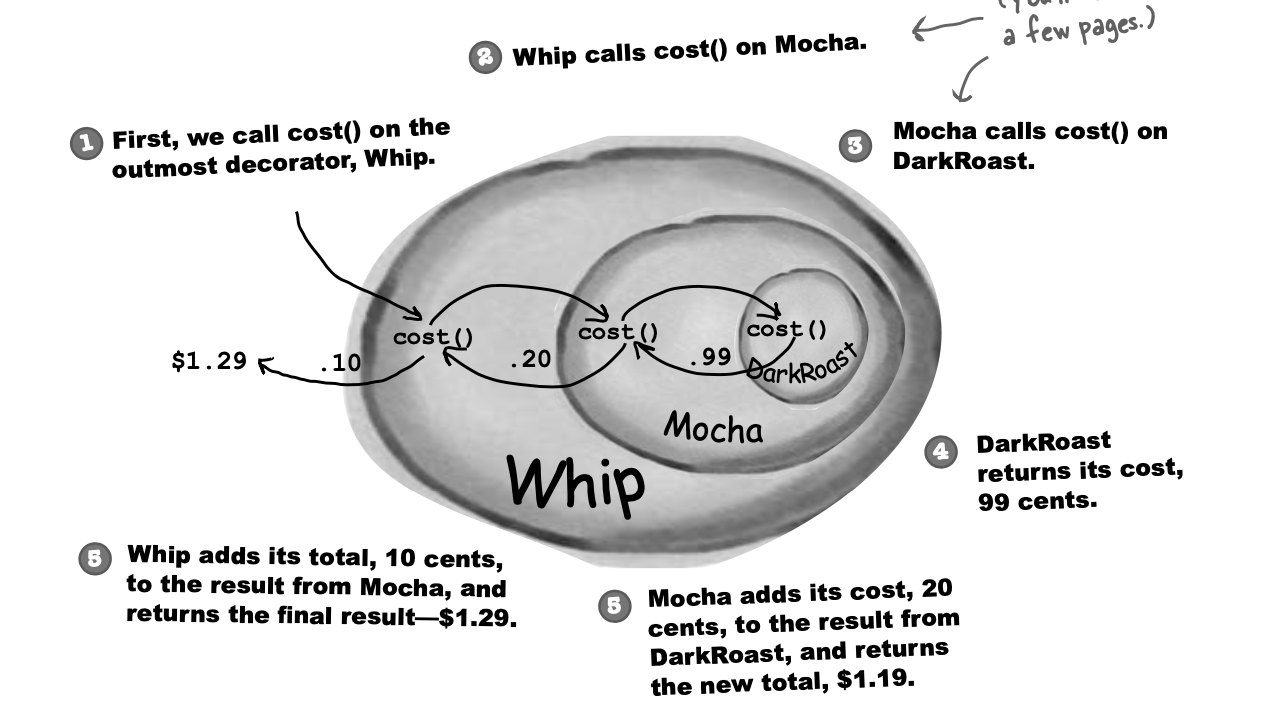 a few pages.)
2 Whip calls cost() on Mocha.
1 First, we call cost() on the
outmost decorator, Whip.
3 Mocha calls cost() on
DarkRoast.
cost()
cost()
cost()
$1.29
.10
.20
.99
DarkRoast
Mocha
Whip
4 DarkRoast
returns its cost,
99 cents.
5 Whip adds its total, 10 cents,
to the result from Mocha, and
returns the final result—$1.29.
5 Mocha adds its cost, 20
cents, to the result from
DarkRoast, and returns
the new total, $1.19.